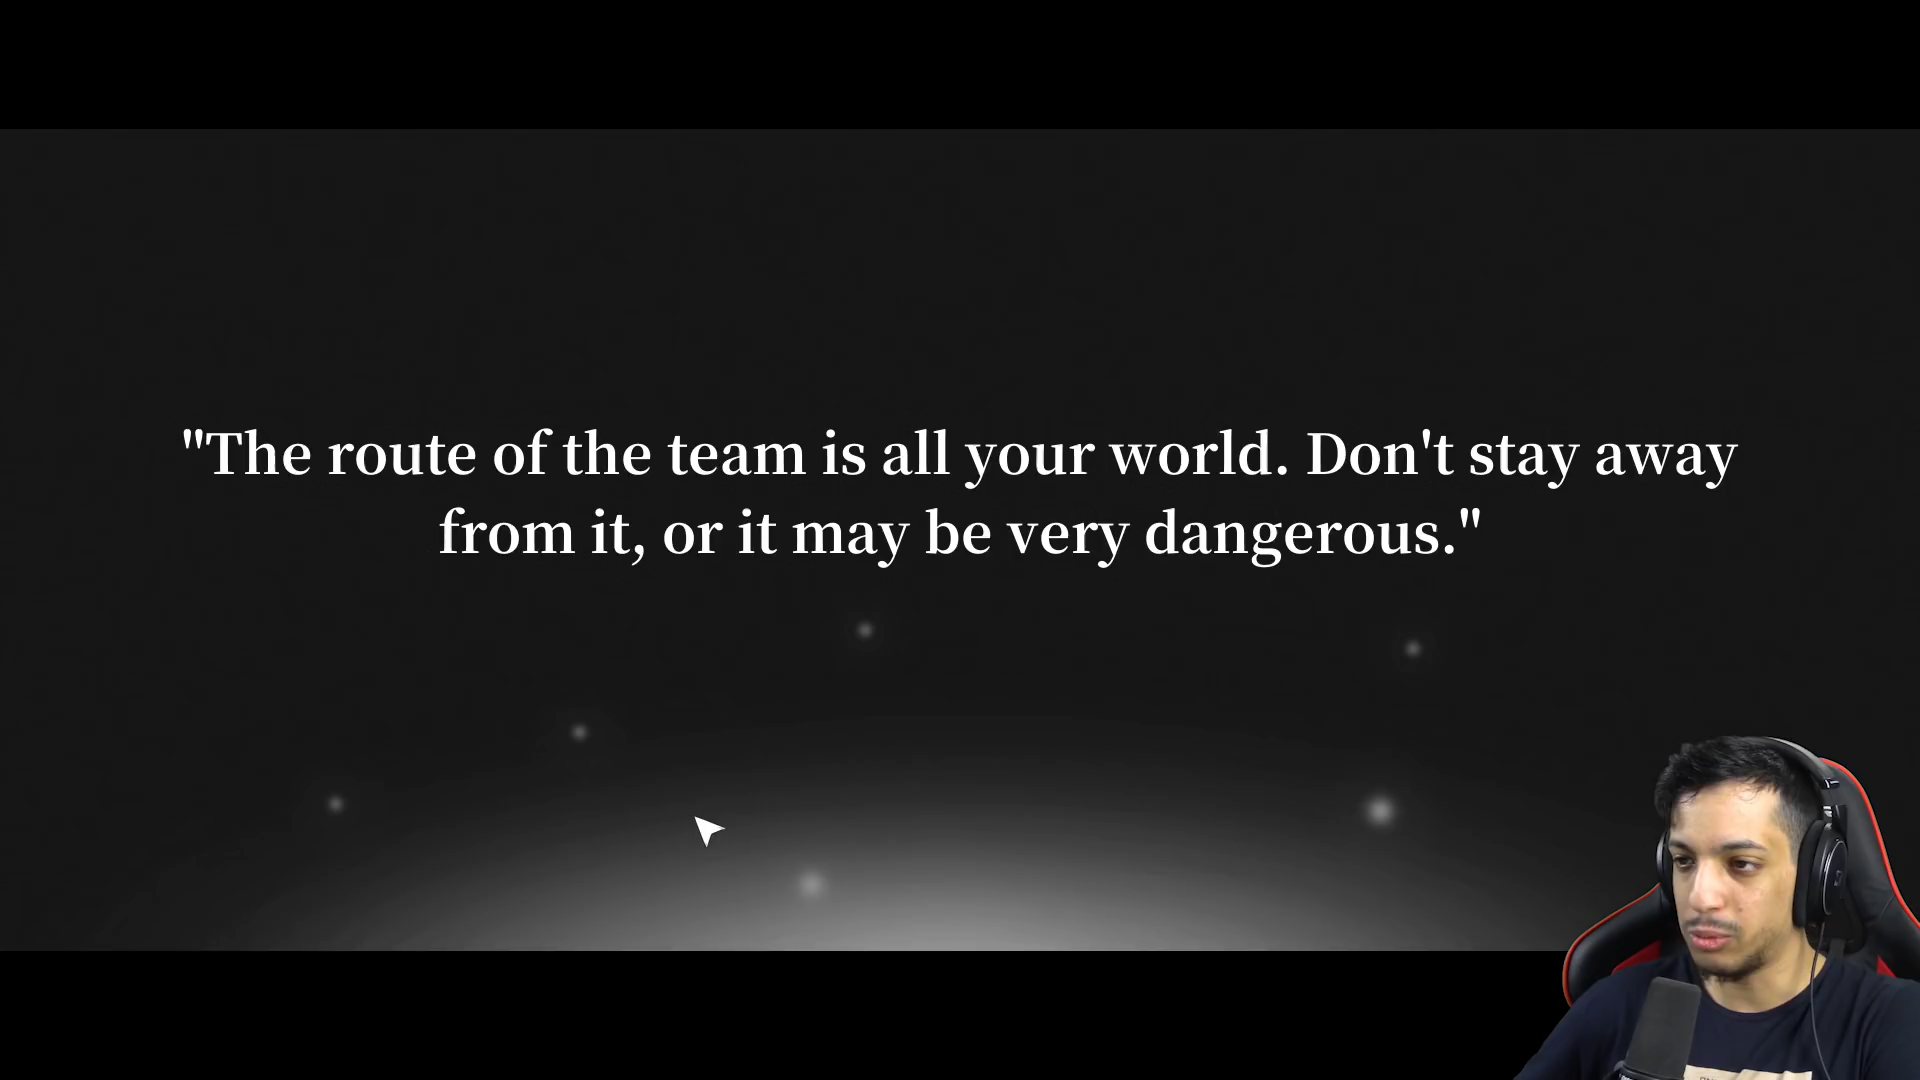 "The route of the team is all your world. Don't stay away
from it, or it may be very dangerous."